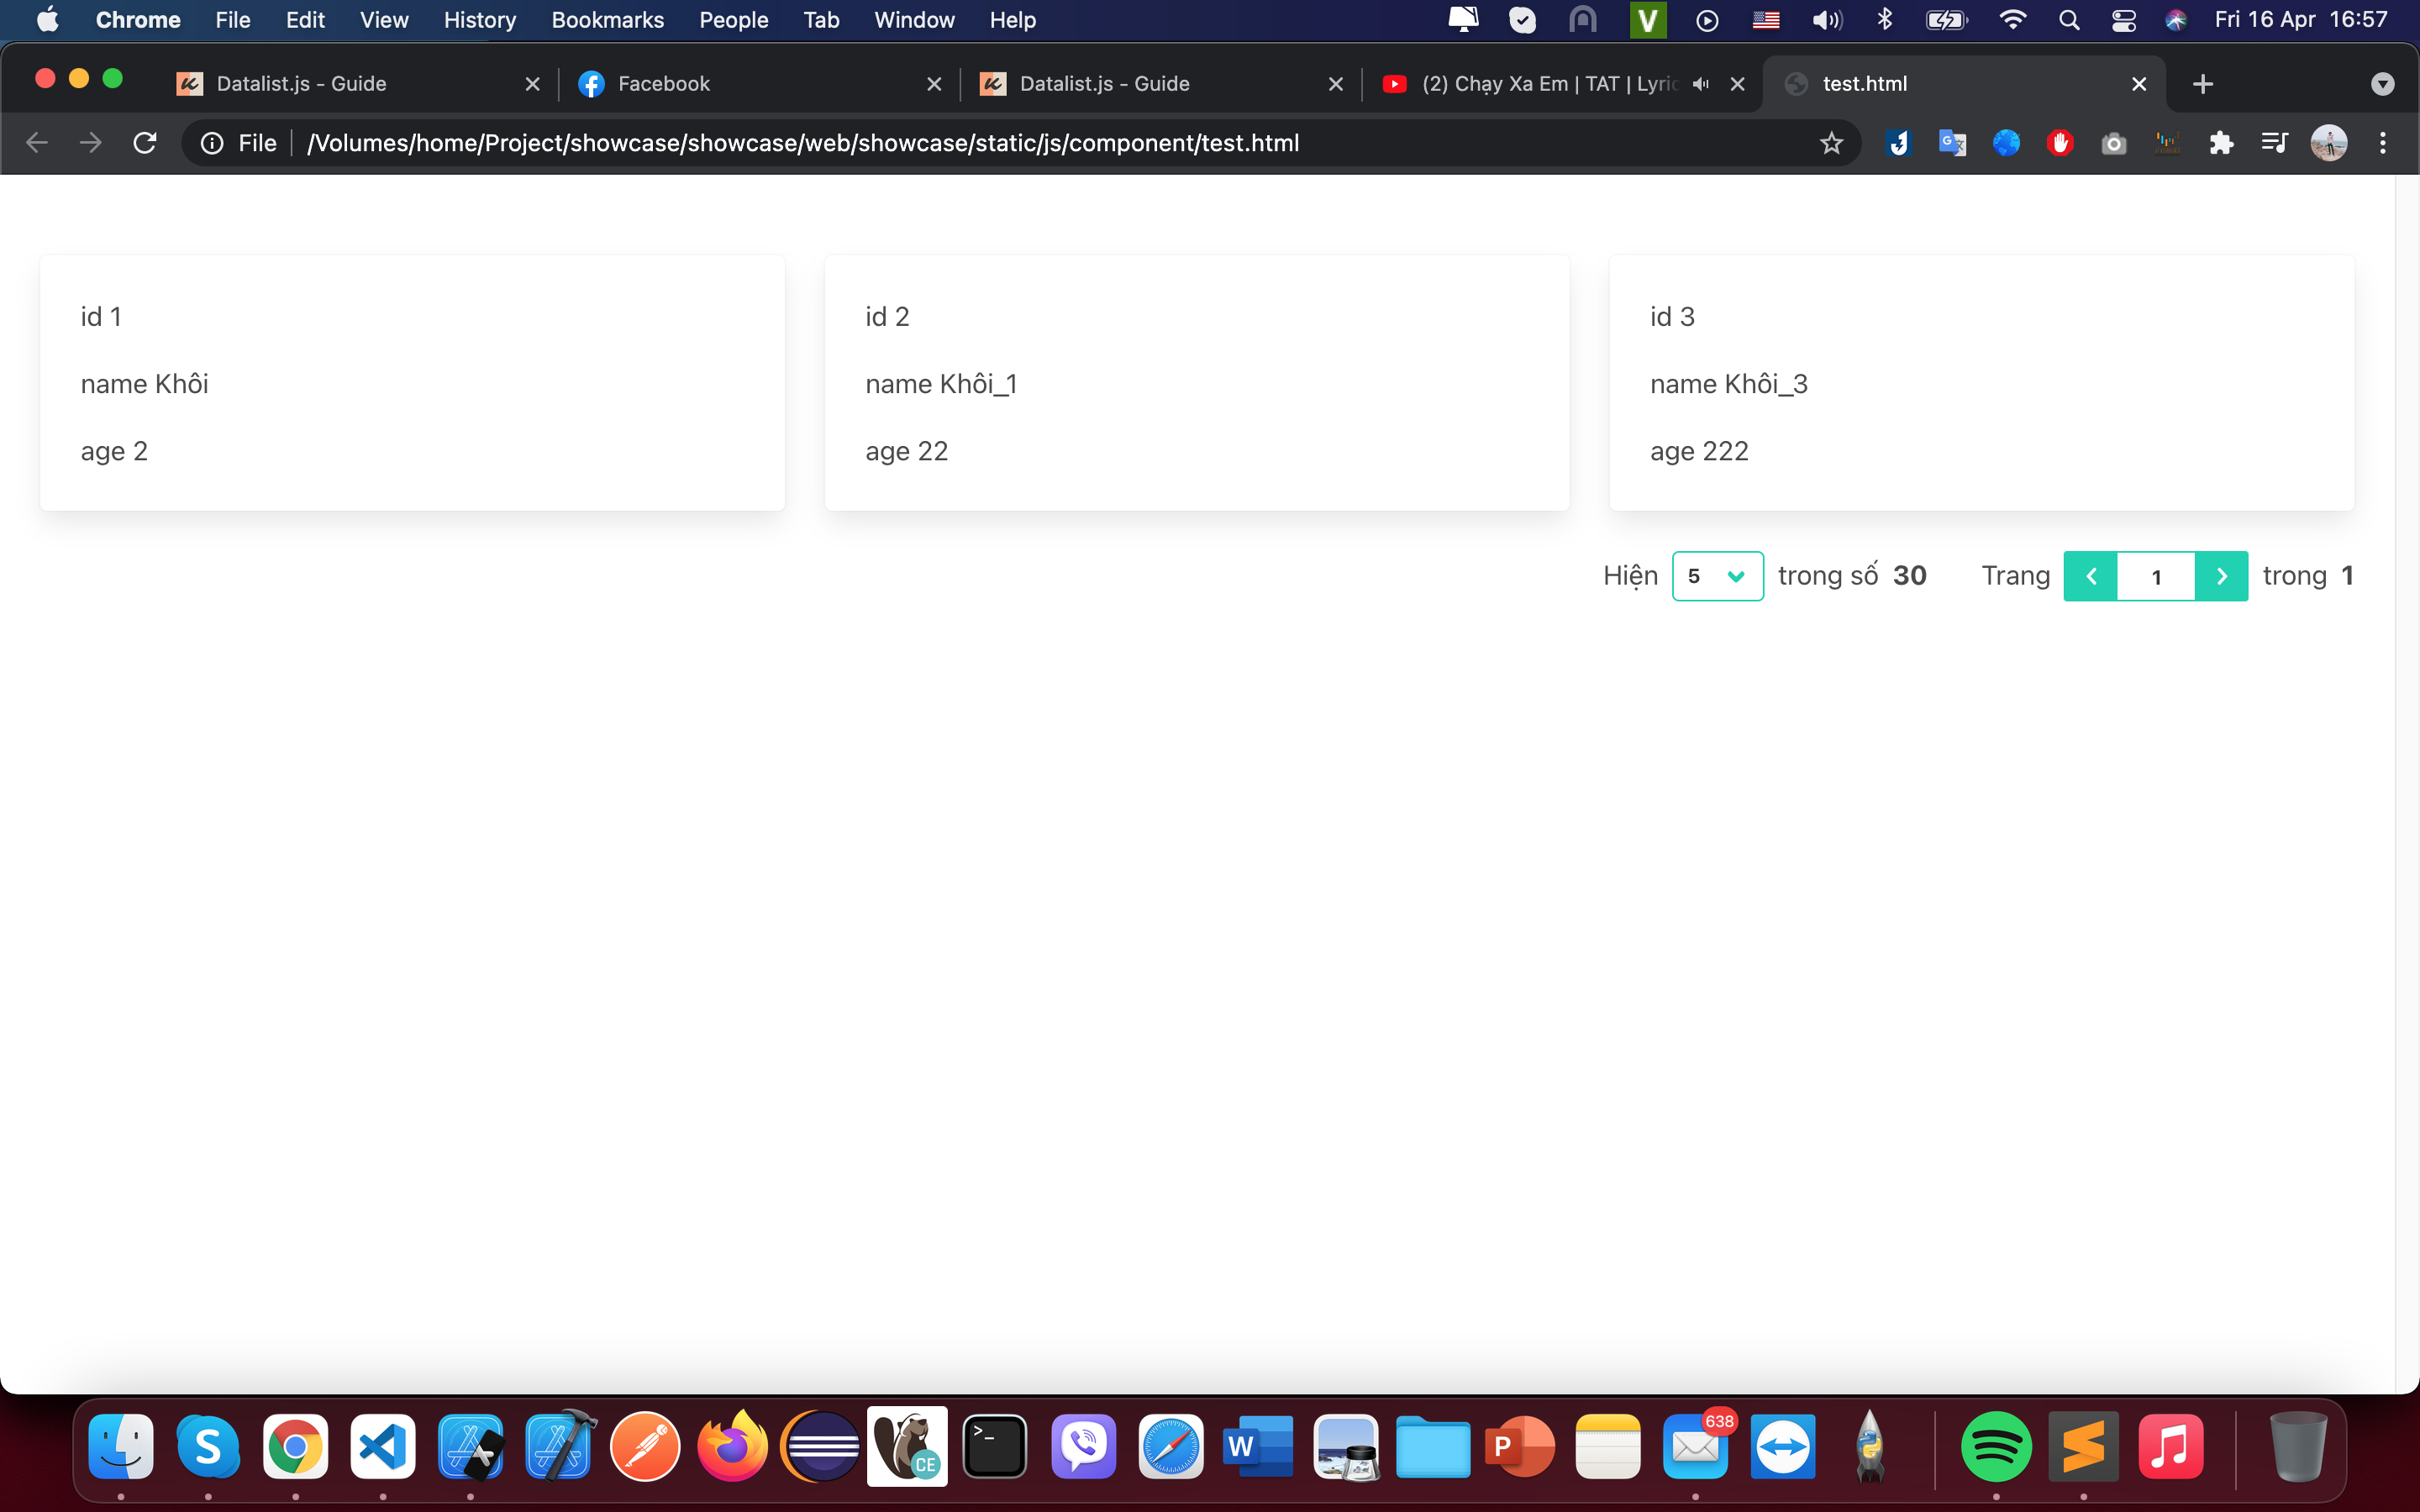 Chrome File Edit View History Bookmarks People Tab Window Help V Fri 16 Apr 16:57
Datalist.js - Guide Facebook Datalist.js - Guide (2) Chạy Xa Em | TAT | Lyric test.html
File /Volumes/home/Project/showcase/showcase/web/showcase/static/js/component/test.html
id 1
name Khôi
age 2
id 2
name Khôi_1
age 22
id 3
name Khôi_3
age 222
Hiện 5 trong số 30 Trang 1 trong 1
S CE >_ W P 638